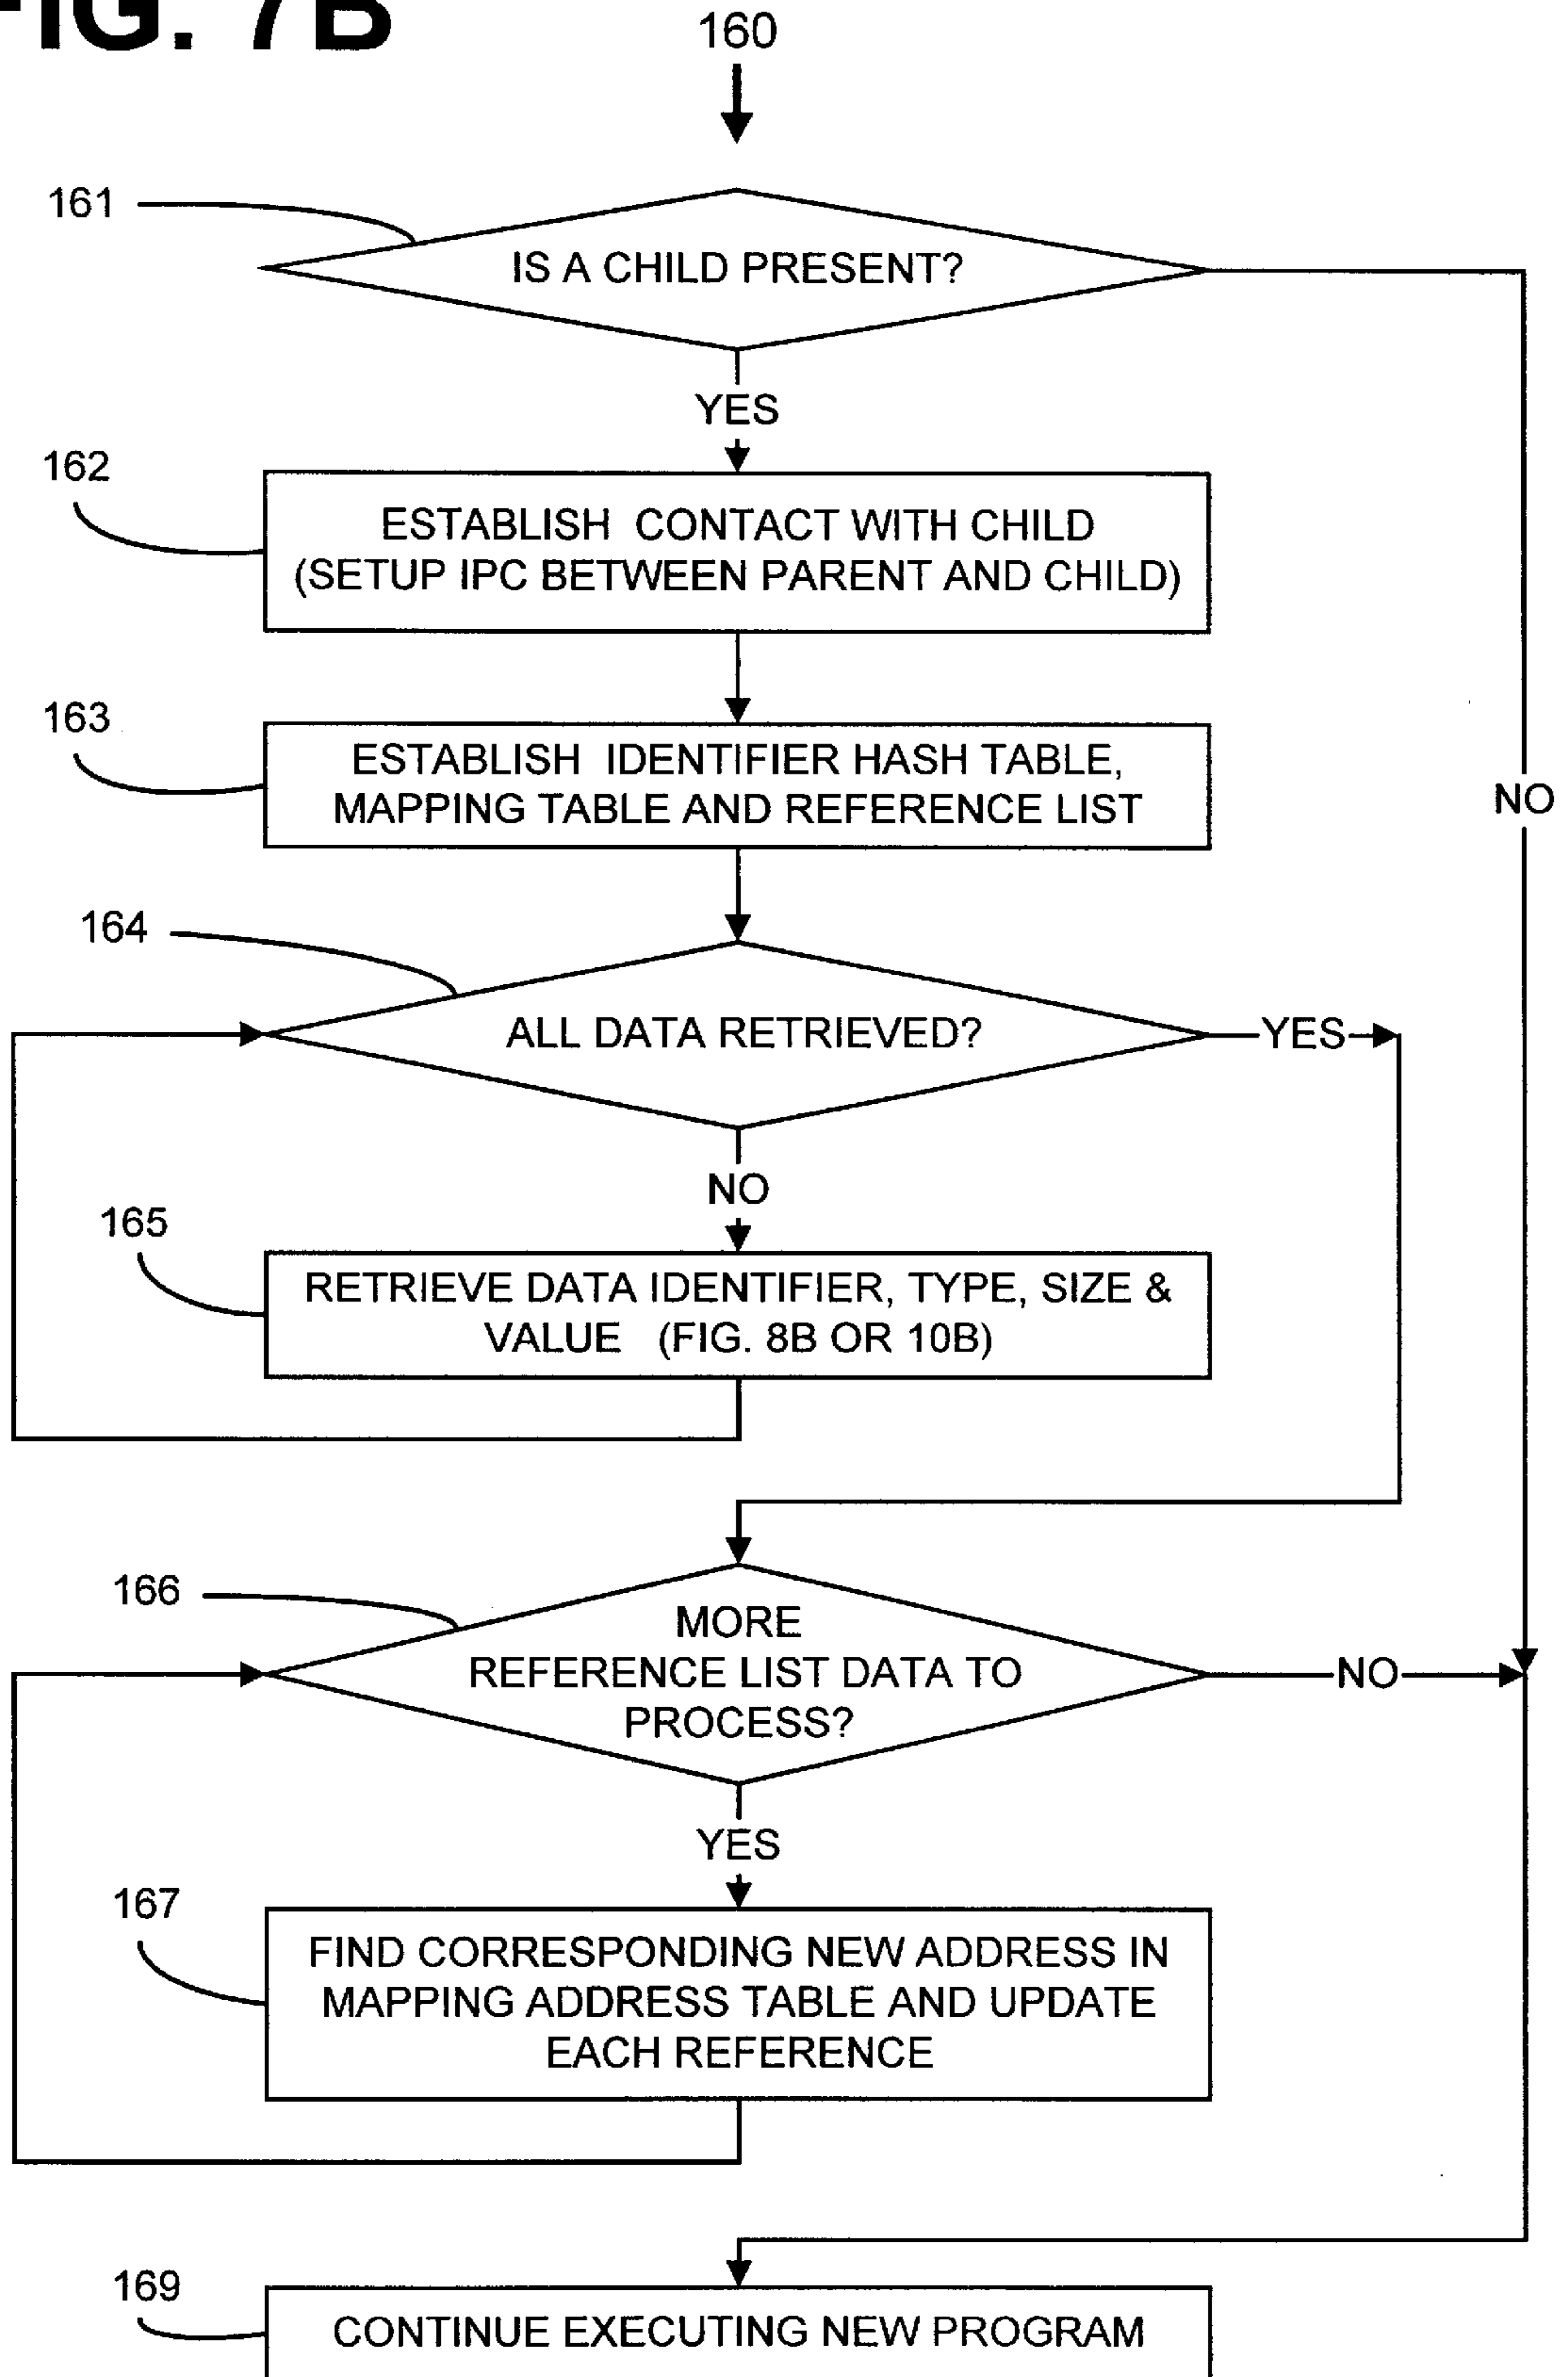 FIG. 7B
160
161
IS A CHILD PRESENT?
YES
162
ESTABLISH CONTACT WITH CHILD
(SETUP IPC BETWEEN PARENT AND CHILD)
163
ESTABLISH IDENTIFIER HASH TABLE,
MAPPING TABLE AND REFERENCE LIST
NO
164
ALL DATA RETRIEVED?
YES
NO
165
RETRIEVE DATA IDENTIFIER, TYPE, SIZE &
VALUE (FIG. 8B OR 10B)
166
MORE
REFERENCE LIST DATA TO
PROCESS?
NO
YES
167
FIND CORRESPONDING NEW ADDRESS IN
MAPPING ADDRESS TABLE AND UPDATE
EACH REFERENCE
169
CONTINUE EXECUTING NEW PROGRAM